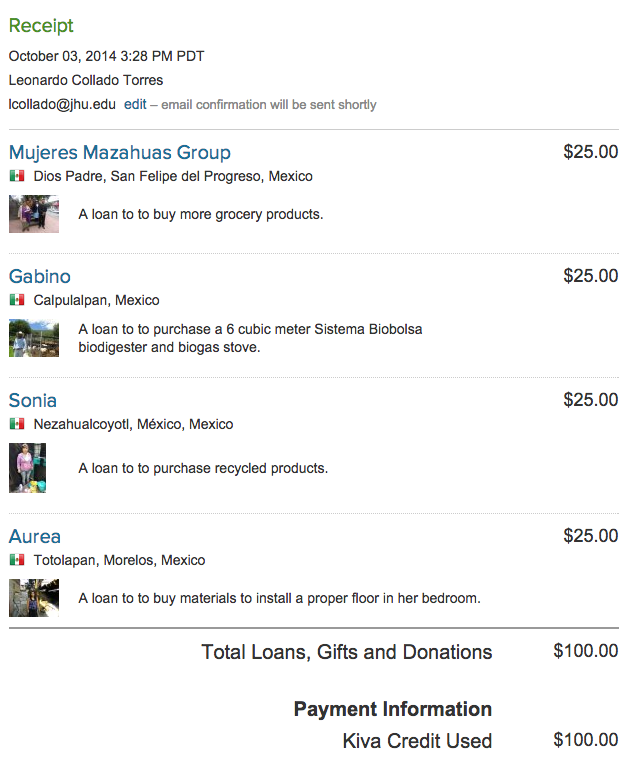 Receipt
October 03, 2014 3:28 PM PDT
Leonardo Collado Torres
lcollado@jhu.edu edit – email confirmation will be sent shortly
Mujeres Mazahuas Group $25.00
Dios Padre, San Felipe del Progreso, Mexico
A loan to to buy more grocery products.
Gabino $25.00
Calpulalpan, Mexico
A loan to to purchase a 6 cubic meter Sistema Biobolsa
biodigester and biogas stove.
Sonia $25.00
Nezahualcoyotl, México, Mexico
A loan to to purchase recycled products.
Aurea $25.00
Totolapan, Morelos, Mexico
A loan to to buy materials to install a proper floor in her bedroom.
Total Loans, Gifts and Donations $100.00
Payment Information
Kiva Credit Used $100.00